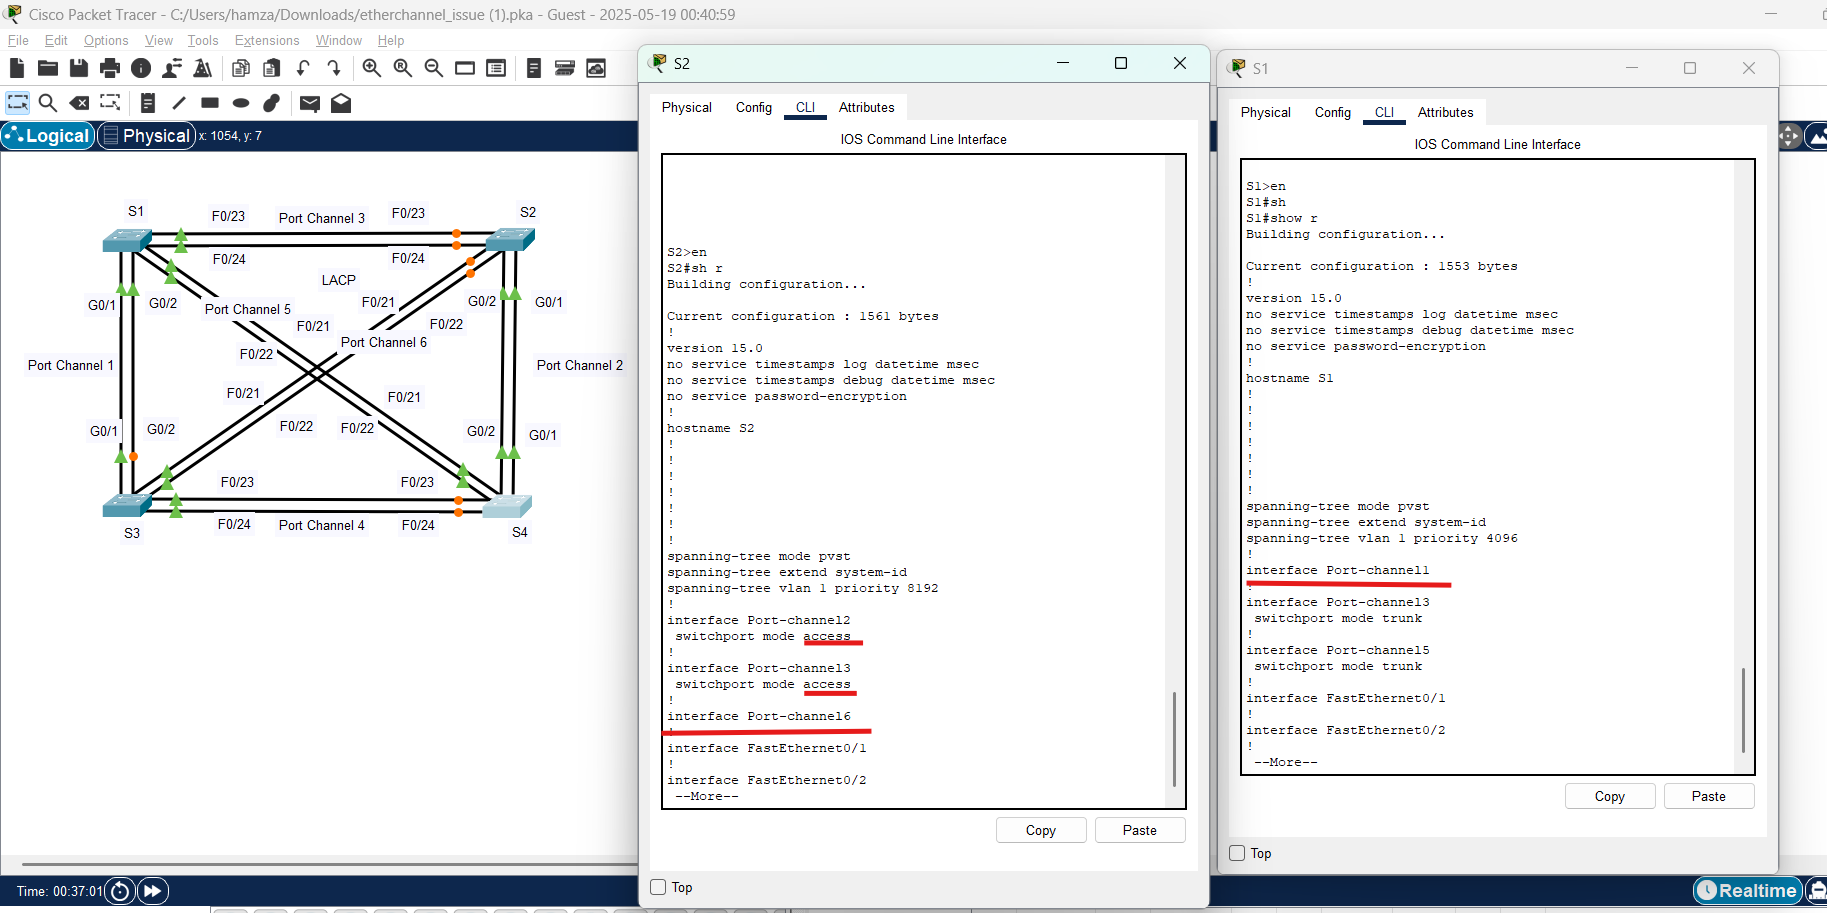 Cisco Packet Tracer - C:/Users/hamza/Downloads/etherchannel_issue (1).pka - Guest - 2025-05-19 00:40:59
File Edit Options View Tools Extensions Window Help
Logical Physical x: 1054, y: 7
S1
F0/23
Port Channel 3
F0/23
S2
F0/24
F0/24
LACP
G0/1
G0/2
Port Channel 5
F0/21
G0/2
G0/1
F0/21
F0/22
Port Channel 6
F0/22
Port Channel 1
Port Channel 2
F0/21
F0/21
G0/1
G0/2
F0/22
F0/22
G0/2
G0/1
F0/23
F0/23
F0/24
Port Channel 4
F0/24
S3
S4
Time: 00:37:01
S2
Physical Config CLI Attributes
IOS Command Line Interface
S2>en
S2#sh r
Building configuration...
Current configuration : 1561 bytes
!
version 15.0
no service timestamps log datetime msec
no service timestamps debug datetime msec
no service password-encryption
!
hostname S2
!
!
!
!
!
!
!
spanning-tree mode pvst
spanning-tree extend system-id
spanning-tree vlan 1 priority 8192
!
interface Port-channel2
switchport mode access
!
interface Port-channel3
switchport mode access
!
interface Port-channel6
!
interface FastEthernet0/1
!
interface FastEthernet0/2
--More--
Copy Paste
Top
S1
Physical Config CLI Attributes
IOS Command Line Interface
S1>en
S1#sh
S1#show r
Building configuration...
Current configuration : 1553 bytes
!
version 15.0
no service timestamps log datetime msec
no service timestamps debug datetime msec
no service password-encryption
!
hostname S1
!
!
!
!
!
!
!
spanning-tree mode pvst
spanning-tree extend system-id
spanning-tree vlan 1 priority 4096
!
interface Port-channel1
!
interface Port-channel3
switchport mode trunk
!
interface Port-channel5
switchport mode trunk
!
interface FastEthernet0/1
!
interface FastEthernet0/2
!
--More--
Copy Paste
Top
Realtime